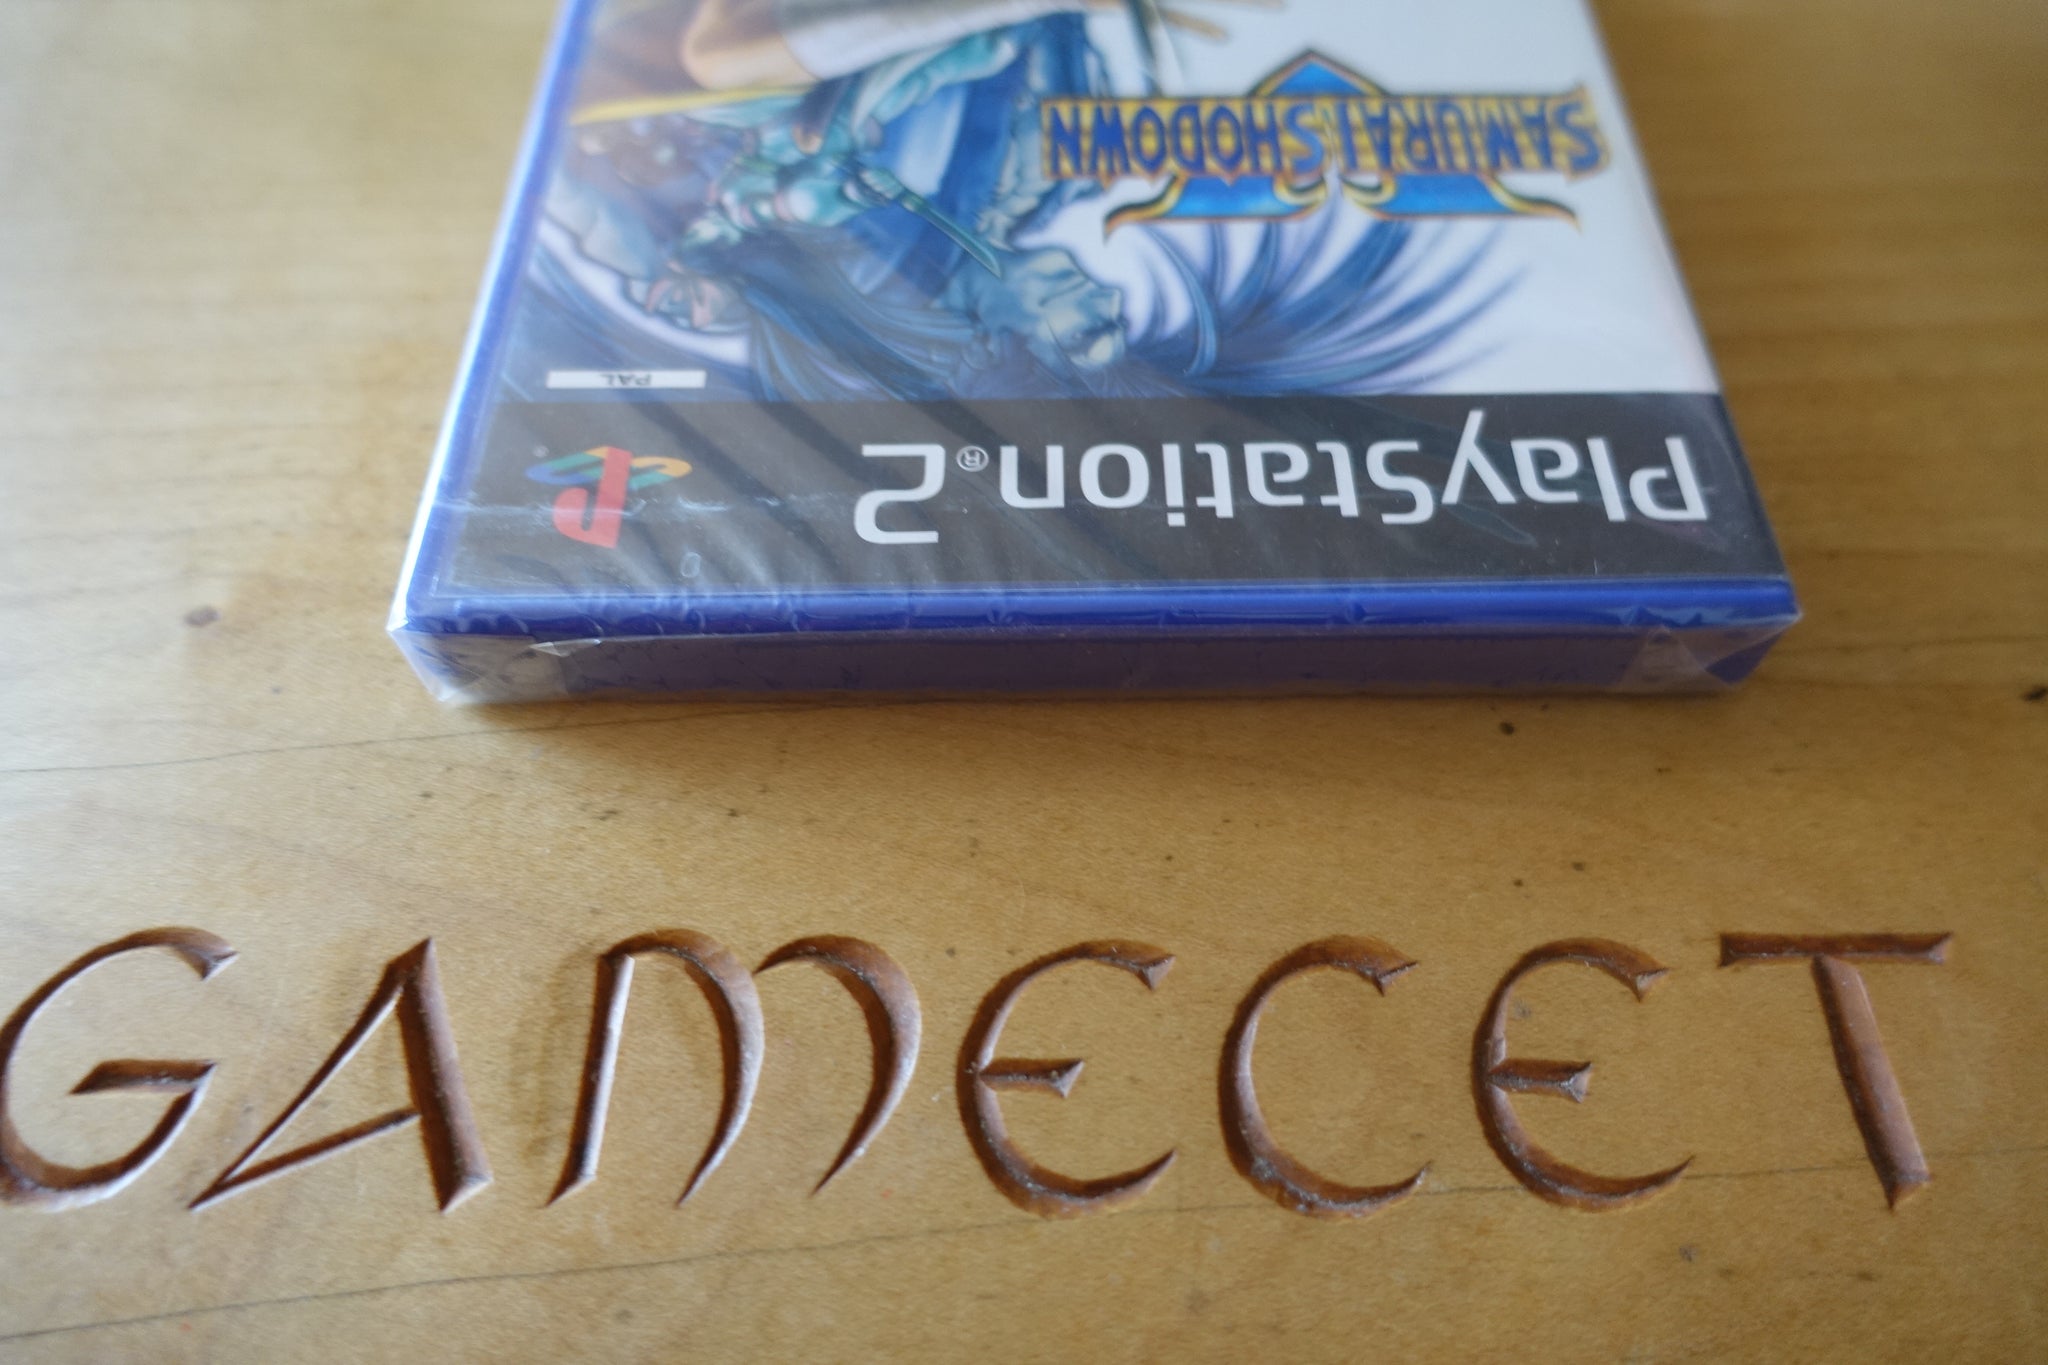 PlayStation®2
PAL
SAMURAI SHODOWN
V
GAMECET